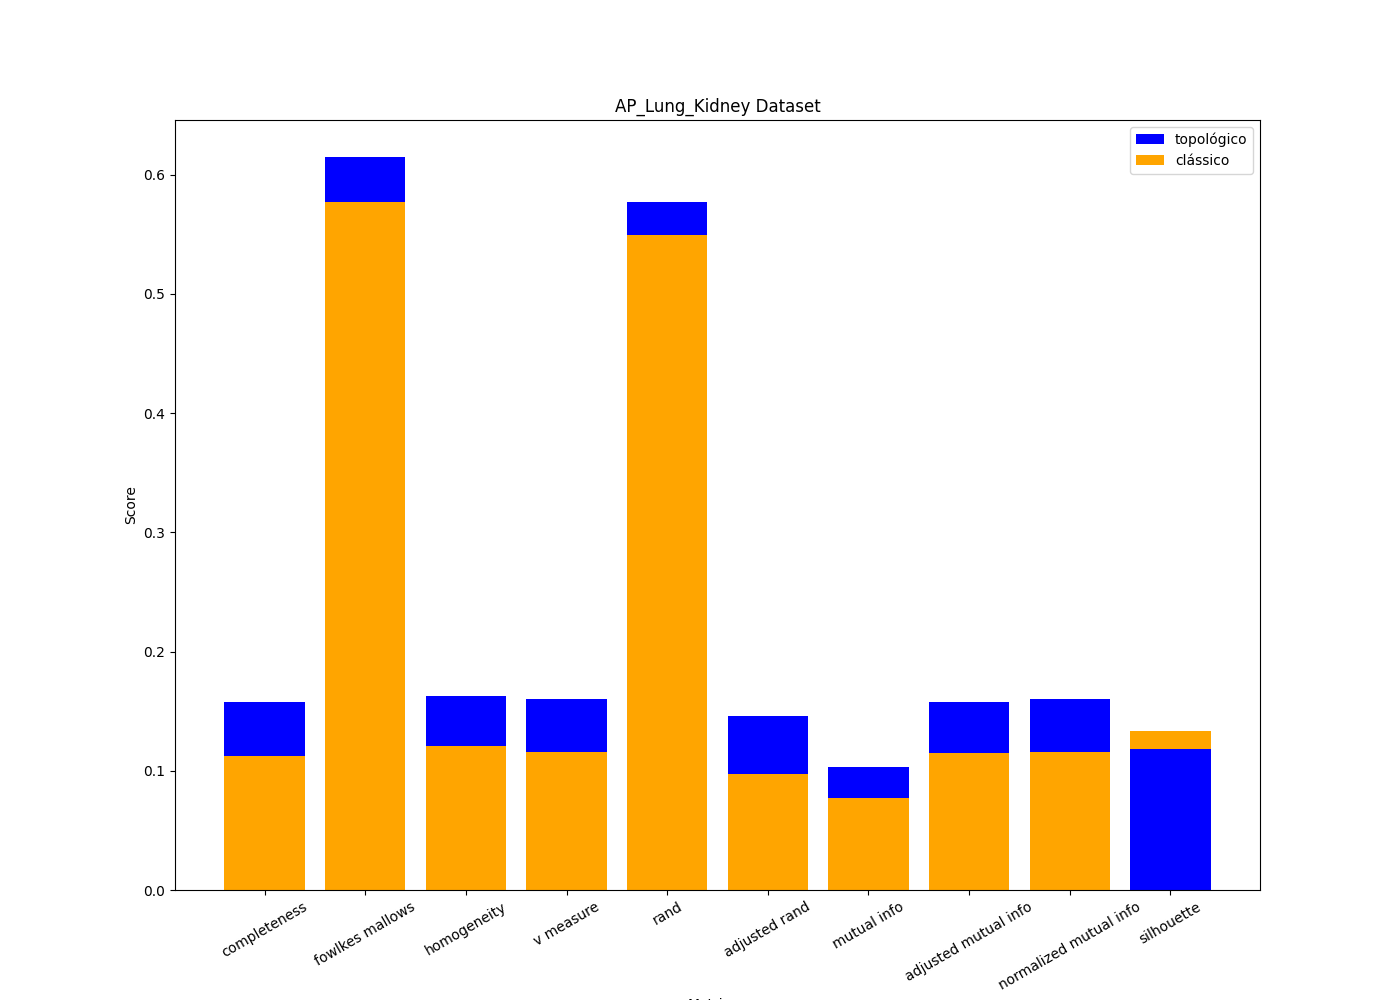 AP_Lung_Kidney Dataset
topológico
clássico
0.6
0.5
0.4
0.3
0.2
0.1
0.0
Score
completeness
fowlkes mallows
homogeneity
v measure
rand
adjusted rand
mutual info
adjusted mutual info
normalized mutual info
silhouette